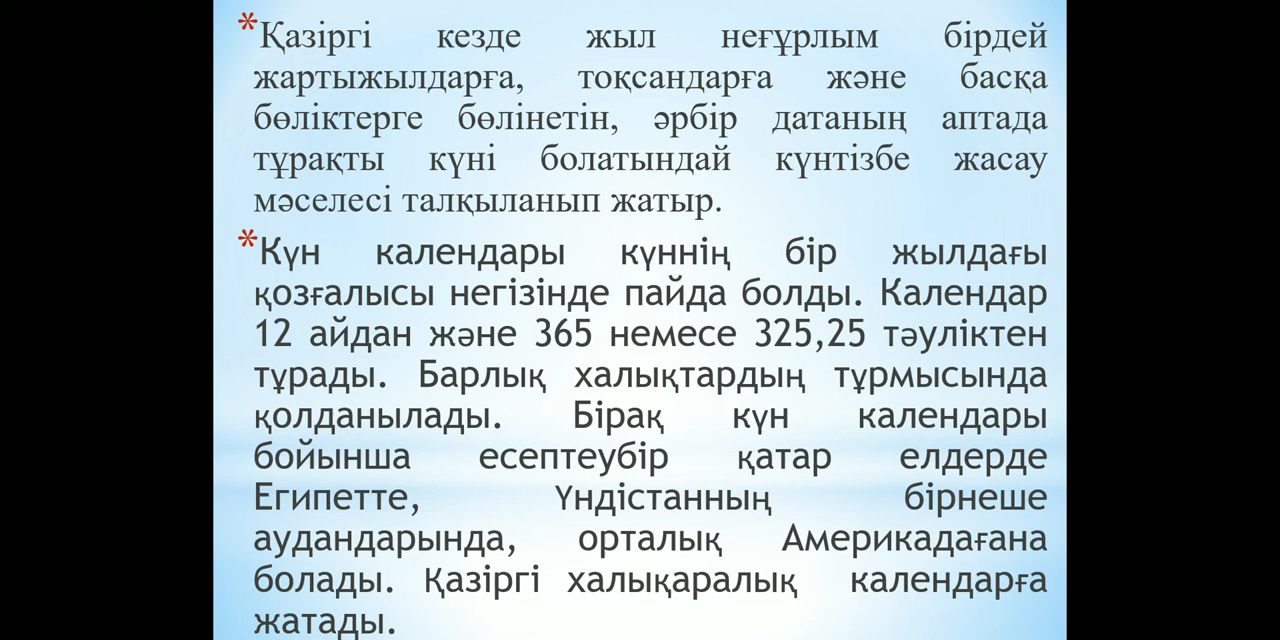 *Қазіргі кезде жыл неғұрлым бірдей
жартыжылдарға, тоқсандарға және басқа
бөліктерге бөлінетін, әрбір датаның аптада
тұрақты күні болатындай күнтізбе жасау
мәселесі талқыланып жатыр.
*Күн календары күннің бір жылдағы
қозғалысы негізінде пайда болды. Календар
12 айдан және 365 немесе 325,25 тәуліктен
тұрады. Барлық халықтардың тұрмысында
қолданылады. Бірақ күн календары
бойынша есептеубір қатар елдерде
Египетте, Үндістанның бірнеше
аудандарында, орталық Америкадағана
болады. Қазіргі халықаралық календарға
жатады.